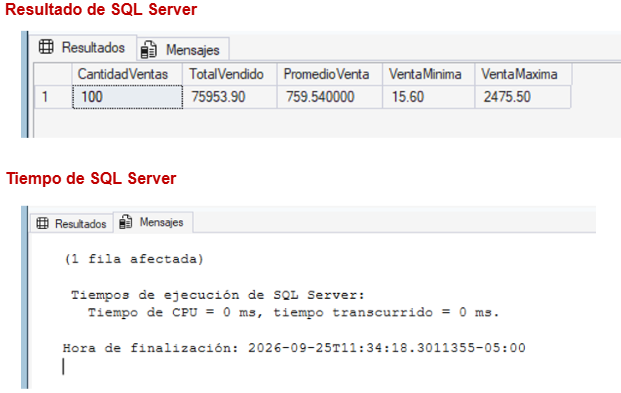 Resultado de SQL Server
Resultados Mensajes
CantidadVentas TotalVendido PromedioVenta VentaMinima VentaMaxima
1 100 75953.90 759.540000 15.60 2475.50
Tiempo de SQL Server
Resultados Mensajes
(1 fila afectada)
Tiempos de ejecución de SQL Server:
Tiempo de CPU = 0 ms, tiempo transcurrido = 0 ms.
Hora de finalización: 2026-09-25T11:34:18.3011355-05:00